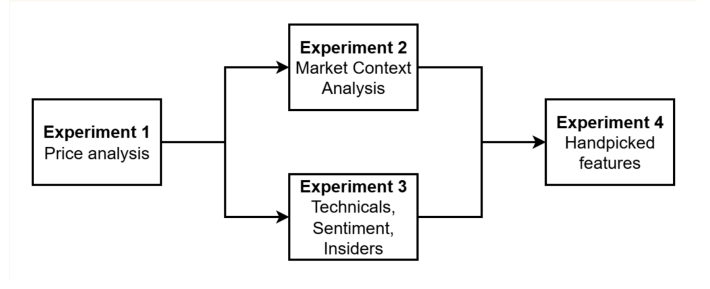 Experiment 1
Price analysis
Experiment 2
Market Context
Analysis
Experiment 3
Technicals,
Sentiment,
Insiders
Experiment 4
Handpicked
features